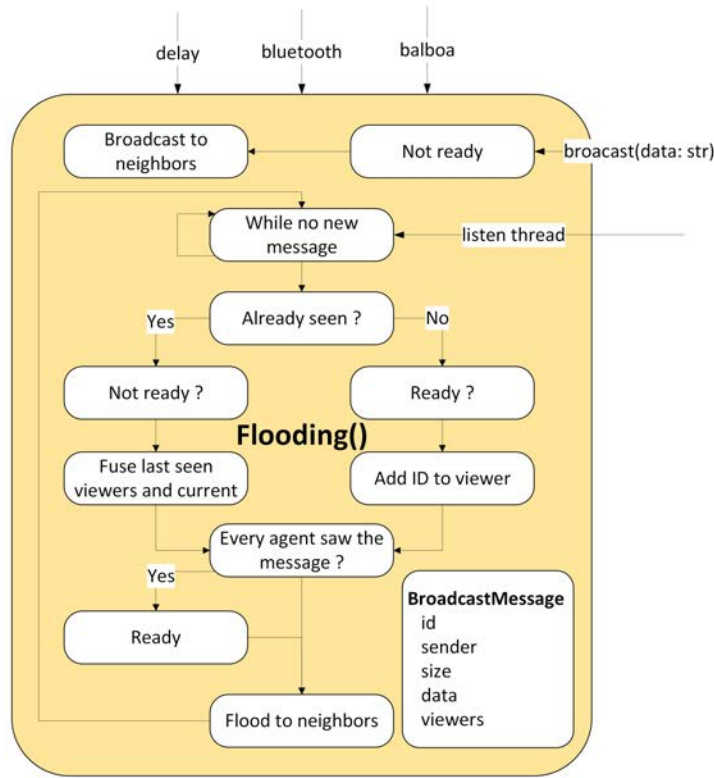 delay
bluetooth
balboa
Broadcast to
neighbors
Not ready
broacast(data: str)
While no new
message
listen thread
Already seen ?
Yes
No
Not ready ?
Ready ?
Flooding()
Fuse last seen
viewers and current
Add ID to viewer
Every agent saw the
message ?
Yes
Ready
Flood to neighbors
BroadcastMessage
id
sender
size
data
viewers